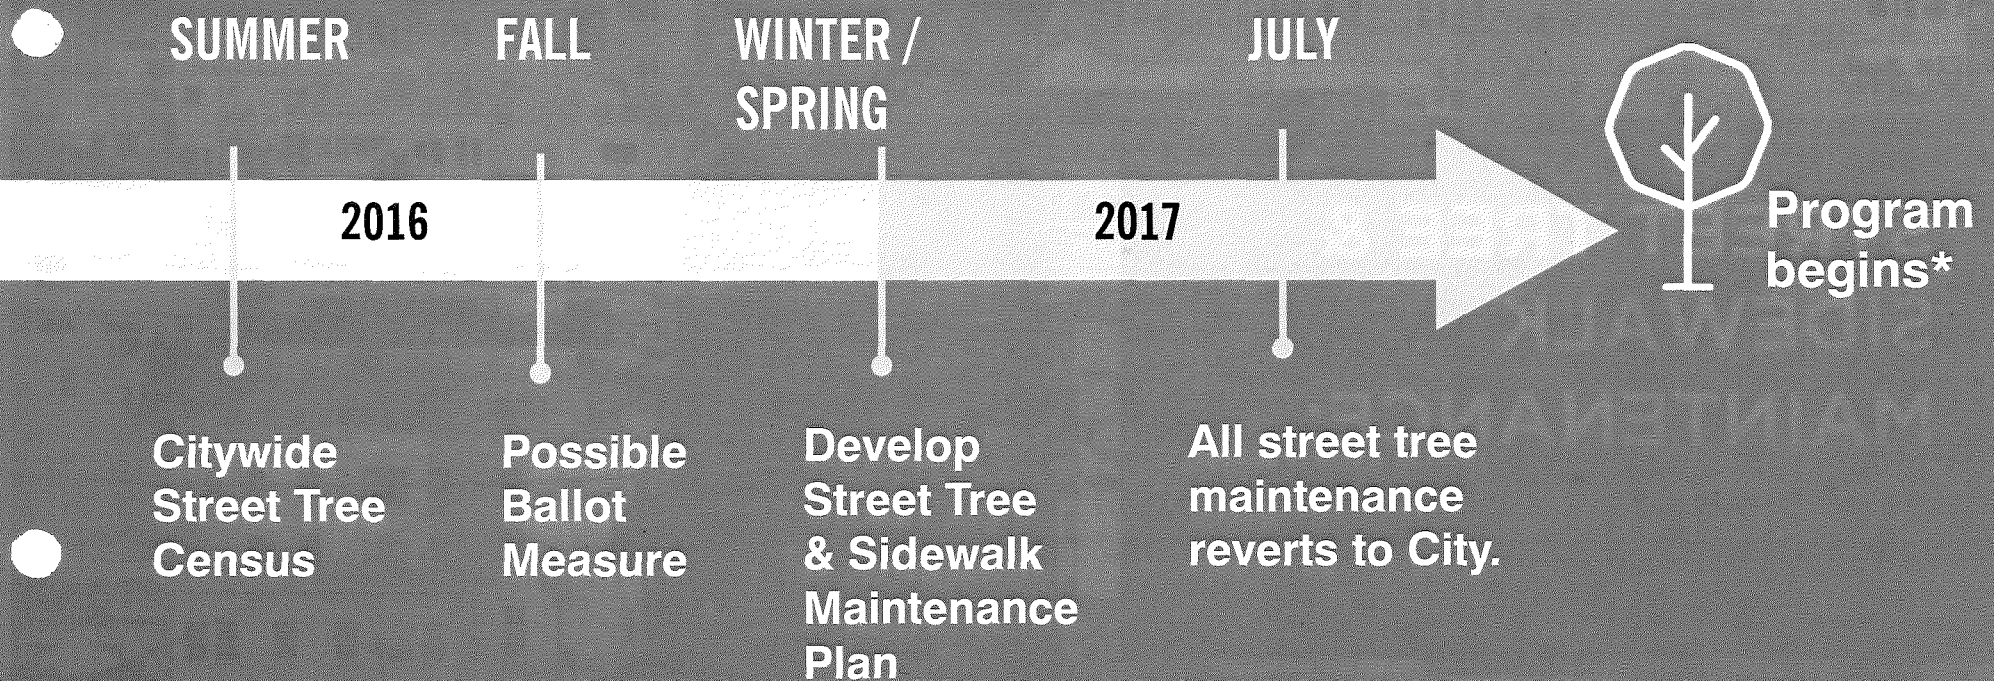 SUMMER
FALL
WINTER /
SPRING
JULY
2016
2017
Program
begins*
Citywide
Street Tree
Census
Possible
Ballot
Measure
Develop
Street Tree
& Sidewalk
Maintenance
Plan
All street tree
maintenance
reverts to City.